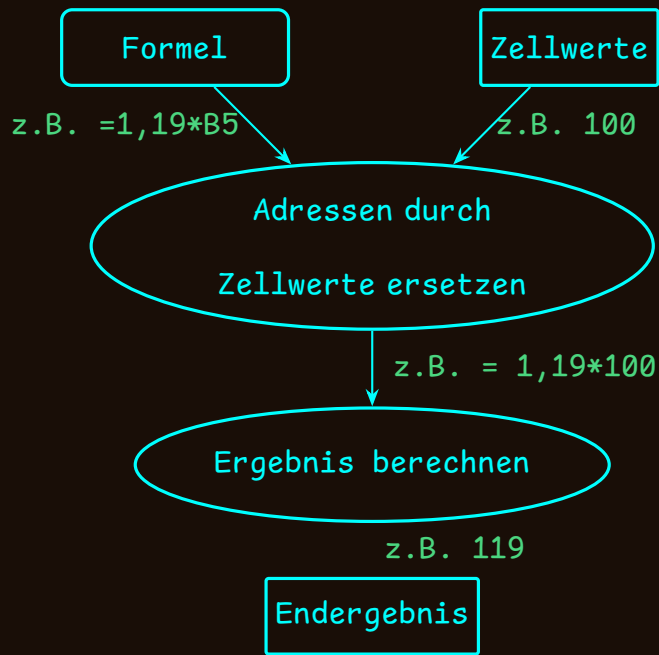 Formel
Zellwerte
z.B. =1,19*B5
z.B. 100
Adressen durch
Zellwerte ersetzen
z.B. = 1,19*100
Ergebnis berechnen
z.B. 119
Endergebnis